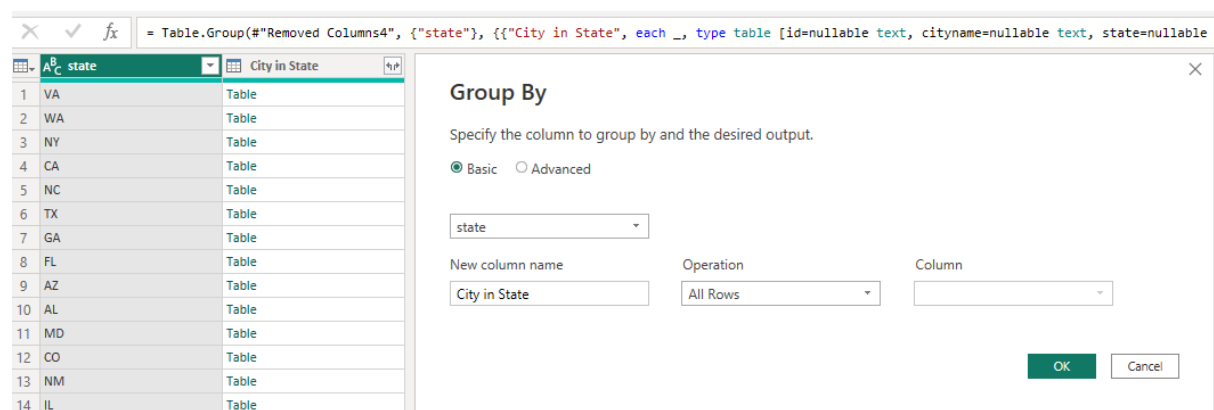 fx = Table.Group(#"Removed Columns4", {"state"}, {{"City in State", each _, type table [id=nullable text, cityname=nullable text, state=nullable
ABC state City in State
1 VA Table
2 WA Table
3 NY Table
4 CA Table
5 NC Table
6 TX Table
7 GA Table
8 FL Table
9 AZ Table
10 AL Table
11 MD Table
12 CO Table
13 NM Table
14 IL Table
Group By
Specify the column to group by and the desired output.
Basic Advanced
state
New column name Operation Column
City in State All Rows
OK Cancel